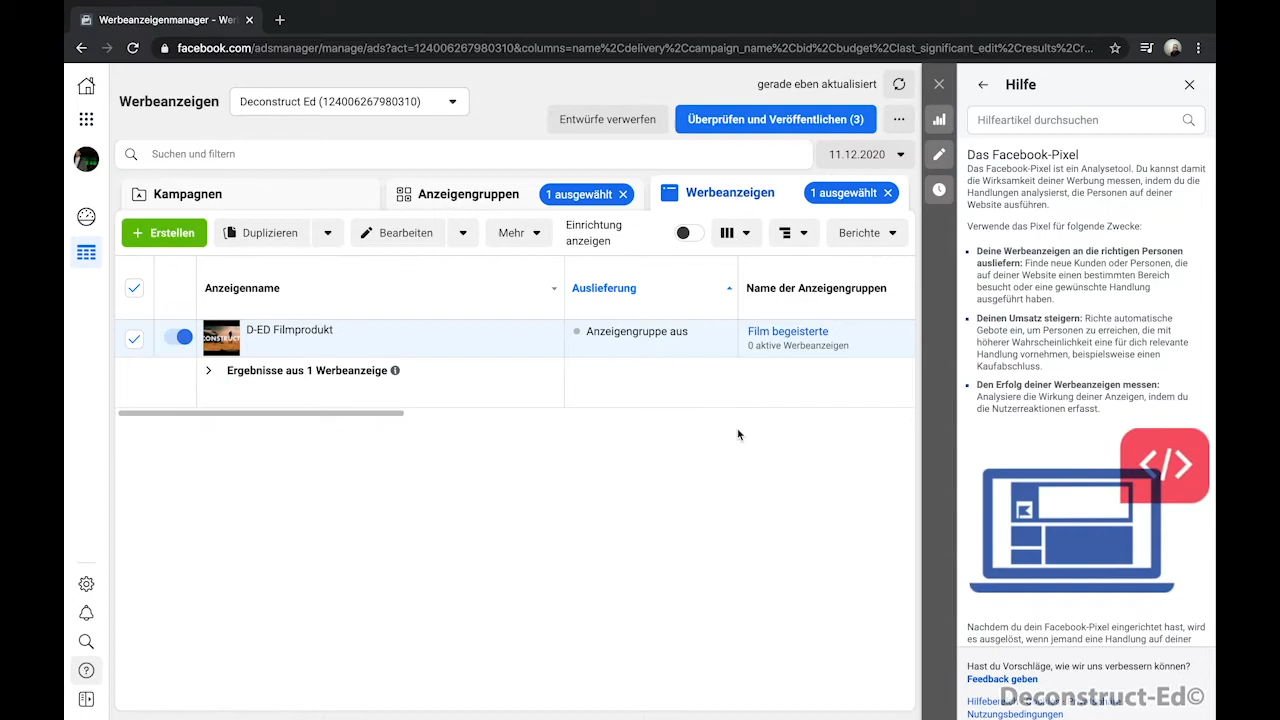 Werbeanzeigenmanager - Wer
facebook.com/adsmanager/manage/ads?act=124006267980310&columns=name%2Cdelivery%2Ccampaign_name%2Cbid%2Cbudget%2Clast_significant_edit%2Cresults%2Cr...
Werbeanzeigen
Deconstruct Ed (124006267980310)
gerade eben aktualisiert
Entwürfe verwerfen
Überprüfen und Veröffentlichen (3)
Suchen und filtern
11.12.2020
Kampagnen
Anzeigengruppen
1 ausgewählt
Werbeanzeigen
1 ausgewählt
Erstellen
Duplizieren
Bearbeiten
Mehr
Einrichtung
anzeigen
Berichte
Anzeigenname
Auslieferung
Name der Anzeigengruppen
CONSTRUCT
D-ED Filmprodukt
Anzeigengruppe aus
Film begeisterte
0 aktive Werbeanzeigen
Ergebnisse aus 1 Werbeanzeige
Hilfe
Hilfeartikel durchsuchen
Das Facebook-Pixel
Das Facebook-Pixel ist ein Analysetool. Du kannst damit
die Wirksamkeit deiner Werbung messen, indem du die
Handlungen analysierst, die Personen auf deiner
Website ausführen.
Verwende das Pixel für folgende Zwecke:
Deine Werbeanzeigen an die richtigen Personen
ausliefern: Finde neue Kunden oder Personen, die
auf deiner Website einen bestimmten Bereich
besucht oder eine gewünschte Handlung
ausgeführt haben.
Deinen Umsatz steigern: Richte automatische
Gebote ein, um Personen zu erreichen, die mit
höherer Wahrscheinlichkeit eine für dich relevante
Handlung vornehmen, beispielsweise einen
Kaufabschluss.
Den Erfolg deiner Werbeanzeigen messen:
Analysiere die Wirkung deiner Anzeigen, indem du
die Nutzerreaktionen erfasst.
</>
Nachdem du dein Facebook-Pixel eingerichtet hast, wird
es ausgelöst, wenn jemand eine Handlung auf deiner
Hast du Vorschläge, wie wir uns verbessern können?
Feedback geben
Deconstruct-Ed©
Nutzungsbedingungen